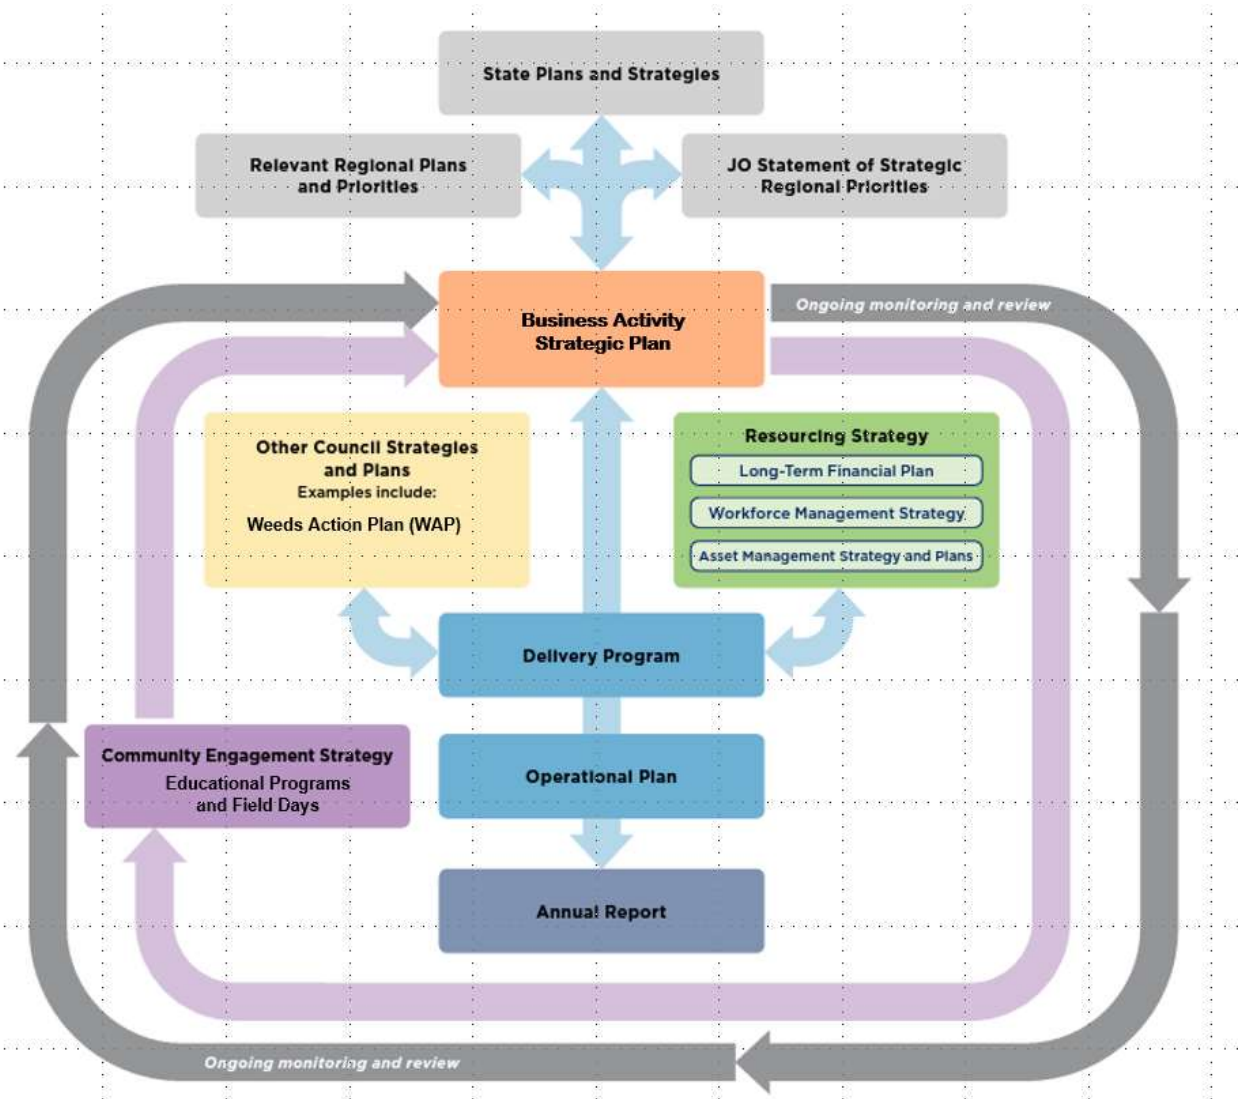 State Plans and Strategies
Relevant Regional Plans
and Priorities
JO Statement of Strategic
Regional Priorities
Business Activity
Strategic Plan
Ongoing monitoring and review
Other Council Strategies
and Plans
Examples include:
Weeds Action Plan (WAP)
Resourcing Strategy
Long-Term Financial Plan
Workforce Management Strategy
Asset Management Strategy and Plans
Delivery Program
Community Engagement Strategy
Educational Programs
and Field Days
Operational Plan
Annual Report
Ongoing monitoring and review